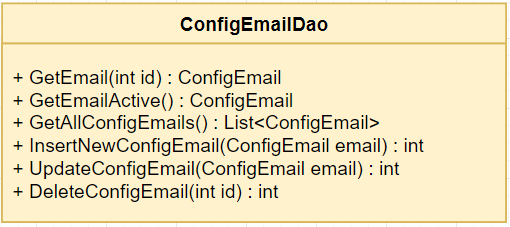 ConfigEmailDao
+ GetEmail(int id) : ConfigEmail
+ GetEmailActive() : ConfigEmail
+ GetAllConfigEmails() : List<ConfigEmail>
+ InsertNewConfigEmail(ConfigEmail email) : int
+ UpdateConfigEmail(ConfigEmail email) : int
+ DeleteConfigEmail(int id) : int